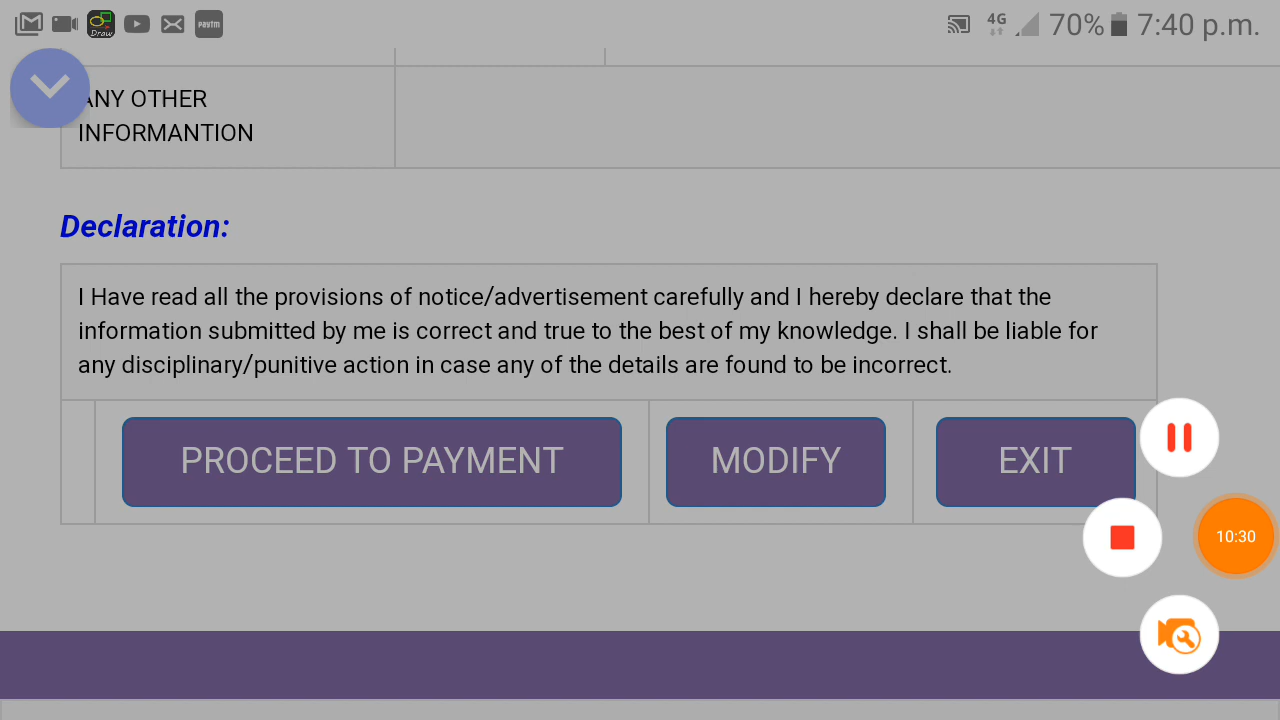 Draw
Paytm
4G
70%
7:40 p.m.
ANY OTHER
INFORMANTION
Declaration:
I Have read all the provisions of notice/advertisement carefully and I hereby declare that the
information submitted by me is correct and true to the best of my knowledge. I shall be liable for
any disciplinary/punitive action in case any of the details are found to be incorrect.
PROCEED TO PAYMENT
MODIFY
EXIT
10:30